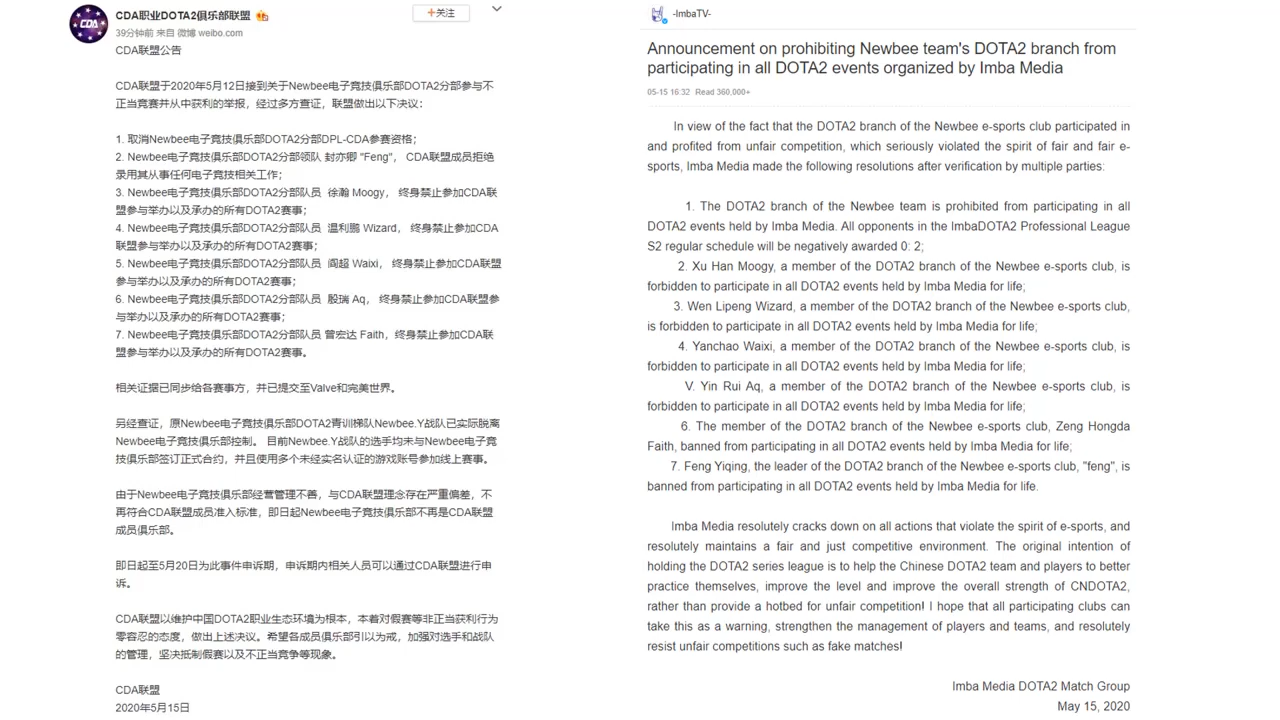 CDA职业DOTA2俱乐部联盟
+关注
39分钟前 来自 微博 weibo.com
CDA联盟公告
CDA联盟于2020年5月12日接到关于Newbee电子竞技俱乐部DOTA2分部参与不
正当竞赛并从中获利的举报，经过多方查证，联盟做出以下决议：
1. 取消Newbee电子竞技俱乐部DOTA2分部DPL-CDA参赛资格；
2. Newbee电子竞技俱乐部DOTA2分部领队 封亦卿 "Feng"， CDA联盟成员拒绝
录用其从事任何电子竞技相关工作；
3. Newbee电子竞技俱乐部DOTA2分部队员 徐瀚 Moogy， 终身禁止参加CDA联
盟参与举办以及承办的所有DOTA2赛事；
4. Newbee电子竞技俱乐部DOTA2分部队员 温利鹏 Wizard， 终身禁止参加CDA
联盟参与举办以及承办的所有DOTA2赛事；
5. Newbee电子竞技俱乐部DOTA2分部队员 阎超 Waixi， 终身禁止参加CDA联盟
参与举办以及承办的所有DOTA2赛事；
6. Newbee电子竞技俱乐部DOTA2分部队员 殷瑞 Aq， 终身禁止参加CDA联盟参
与举办以及承办的所有DOTA2赛事；
7. Newbee电子竞技俱乐部DOTA2分部队员 曾宏达 Faith，终身禁止参加CDA联
盟参与举办以及承办的所有DOTA2赛事。
相关证据已同步给各赛事方，并已提交至Valve和完美世界。
另经查证，原Newbee电子竞技俱乐部DOTA2青训梯队Newbee.Y战队已实际脱离
Newbee电子竞技俱乐部控制。 目前Newbee.Y战队的选手均未与Newbee电子竞
技俱乐部签订正式合约，并且使用多个未经实名认证的游戏账号参加线上赛事。
由于Newbee电子竞技俱乐部经营管理不善，与CDA联盟理念存在严重偏差，不
再符合CDA联盟成员准入标准，即日起Newbee电子竞技俱乐部不再是CDA联盟
成员俱乐部。
即日起至5月20日为此事件申诉期，申诉期内相关人员可以通过CDA联盟进行申
诉。
CDA联盟以维护中国DOTA2职业生态环境为根本，本着对假赛等非正当获利行为
零容忍的态度，做出上述决议。希望各成员俱乐部引以为戒，加强对选手和战队
的管理，坚决抵制假赛以及不正当竞争等现象。
CDA联盟
2020年5月15日
-ImbaTV-
Announcement on prohibiting Newbee team's DOTA2 branch from
participating in all DOTA2 events organized by Imba Media
05-15 16:32 Read 360,000+
In view of the fact that the DOTA2 branch of the Newbee e-sports club participated in
and profited from unfair competition, which seriously violated the spirit of fair and fair e-
sports, Imba Media made the following resolutions after verification by multiple parties:
1. The DOTA2 branch of the Newbee team is prohibited from participating in all
DOTA2 events held by Imba Media. All opponents in the ImbaDOTA2 Professional League
S2 regular schedule will be negatively awarded 0: 2;
2. Xu Han Moogy, a member of the DOTA2 branch of the Newbee e-sports club, is
forbidden to participate in all DOTA2 events held by Imba Media for life;
3. Wen Lipeng Wizard, a member of the DOTA2 branch of the Newbee e-sports club,
is forbidden to participate in all DOTA2 events held by Imba Media for life;
4. Yanchao Waixi, a member of the DOTA2 branch of the Newbee e-sports club, is
forbidden to participate in all DOTA2 events held by Imba Media for life;
V. Yin Rui Aq, a member of the DOTA2 branch of the Newbee e-sports club, is
forbidden to participate in all DOTA2 events held by Imba Media for life;
6. The member of the DOTA2 branch of the Newbee e-sports club, Zeng Hongda
Faith, banned from participating in all DOTA2 events held by Imba Media for life;
7. Feng Yiqing, the leader of the DOTA2 branch of the Newbee e-sports club, "feng", is
banned from participating in all DOTA2 events held by Imba Media for life.
Imba Media resolutely cracks down on all actions that violate the spirit of e-sports, and
resolutely maintains a fair and just competitive environment. The original intention of
holding the DOTA2 series league is to help the Chinese DOTA2 team and players to better
practice themselves, improve the level and improve the overall strength of CNDOTA2,
rather than provide a hotbed for unfair competition! I hope that all participating clubs can
take this as a warning, strengthen the management of players and teams, and resolutely
resist unfair competitions such as fake matches!
Imba Media DOTA2 Match Group
May 15, 2020